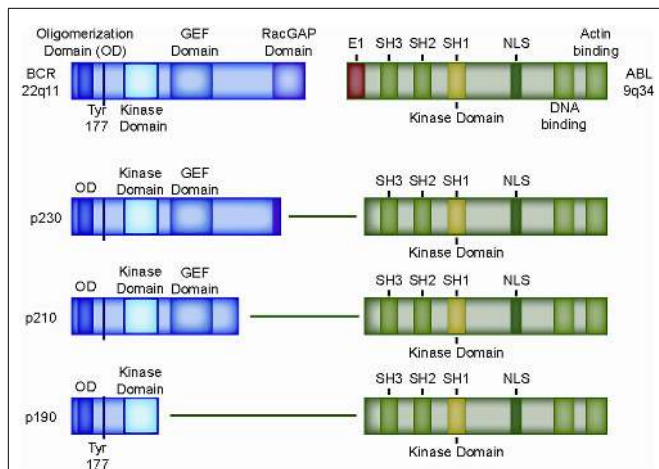 Oligomerization Domain (OD)
GEF Domain
RacGAP Domain
E1
SH3
SH2
SH1
NLS
Actin binding
BCR 22q11
ABL 9q34
Tyr 177
Kinase Domain
Kinase Domain
DNA binding
OD
Kinase Domain
GEF Domain
SH3
SH2
SH1
NLS
p230
Kinase Domain
OD
Kinase Domain
GEF Domain
SH3
SH2
SH1
NLS
p210
Kinase Domain
OD
Kinase Domain
SH3
SH2
SH1
NLS
p190
Tyr 177
Kinase Domain